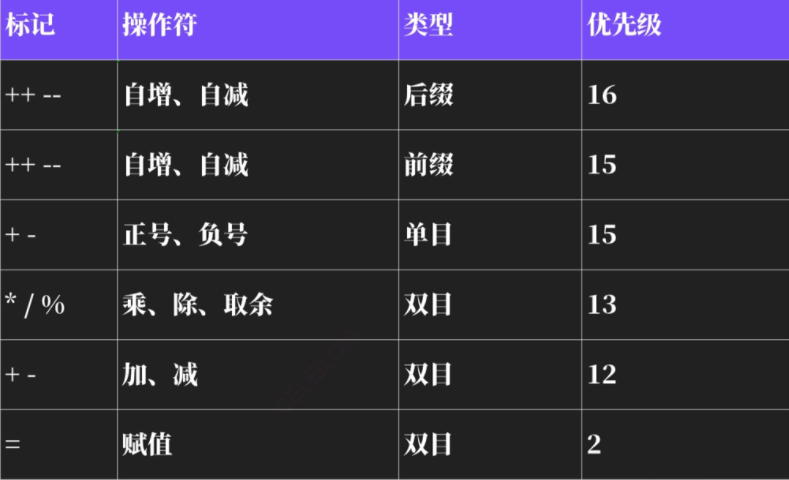 标记 操作符 类型 优先级
++ -- 自增、自减 后缀 16
++ -- 自增、自减 前缀 15
+ - 正号、负号 单目 15
* / % 乘、除、取余 双目 13
+ - 加、减 双目 12
= 赋值 双目 2